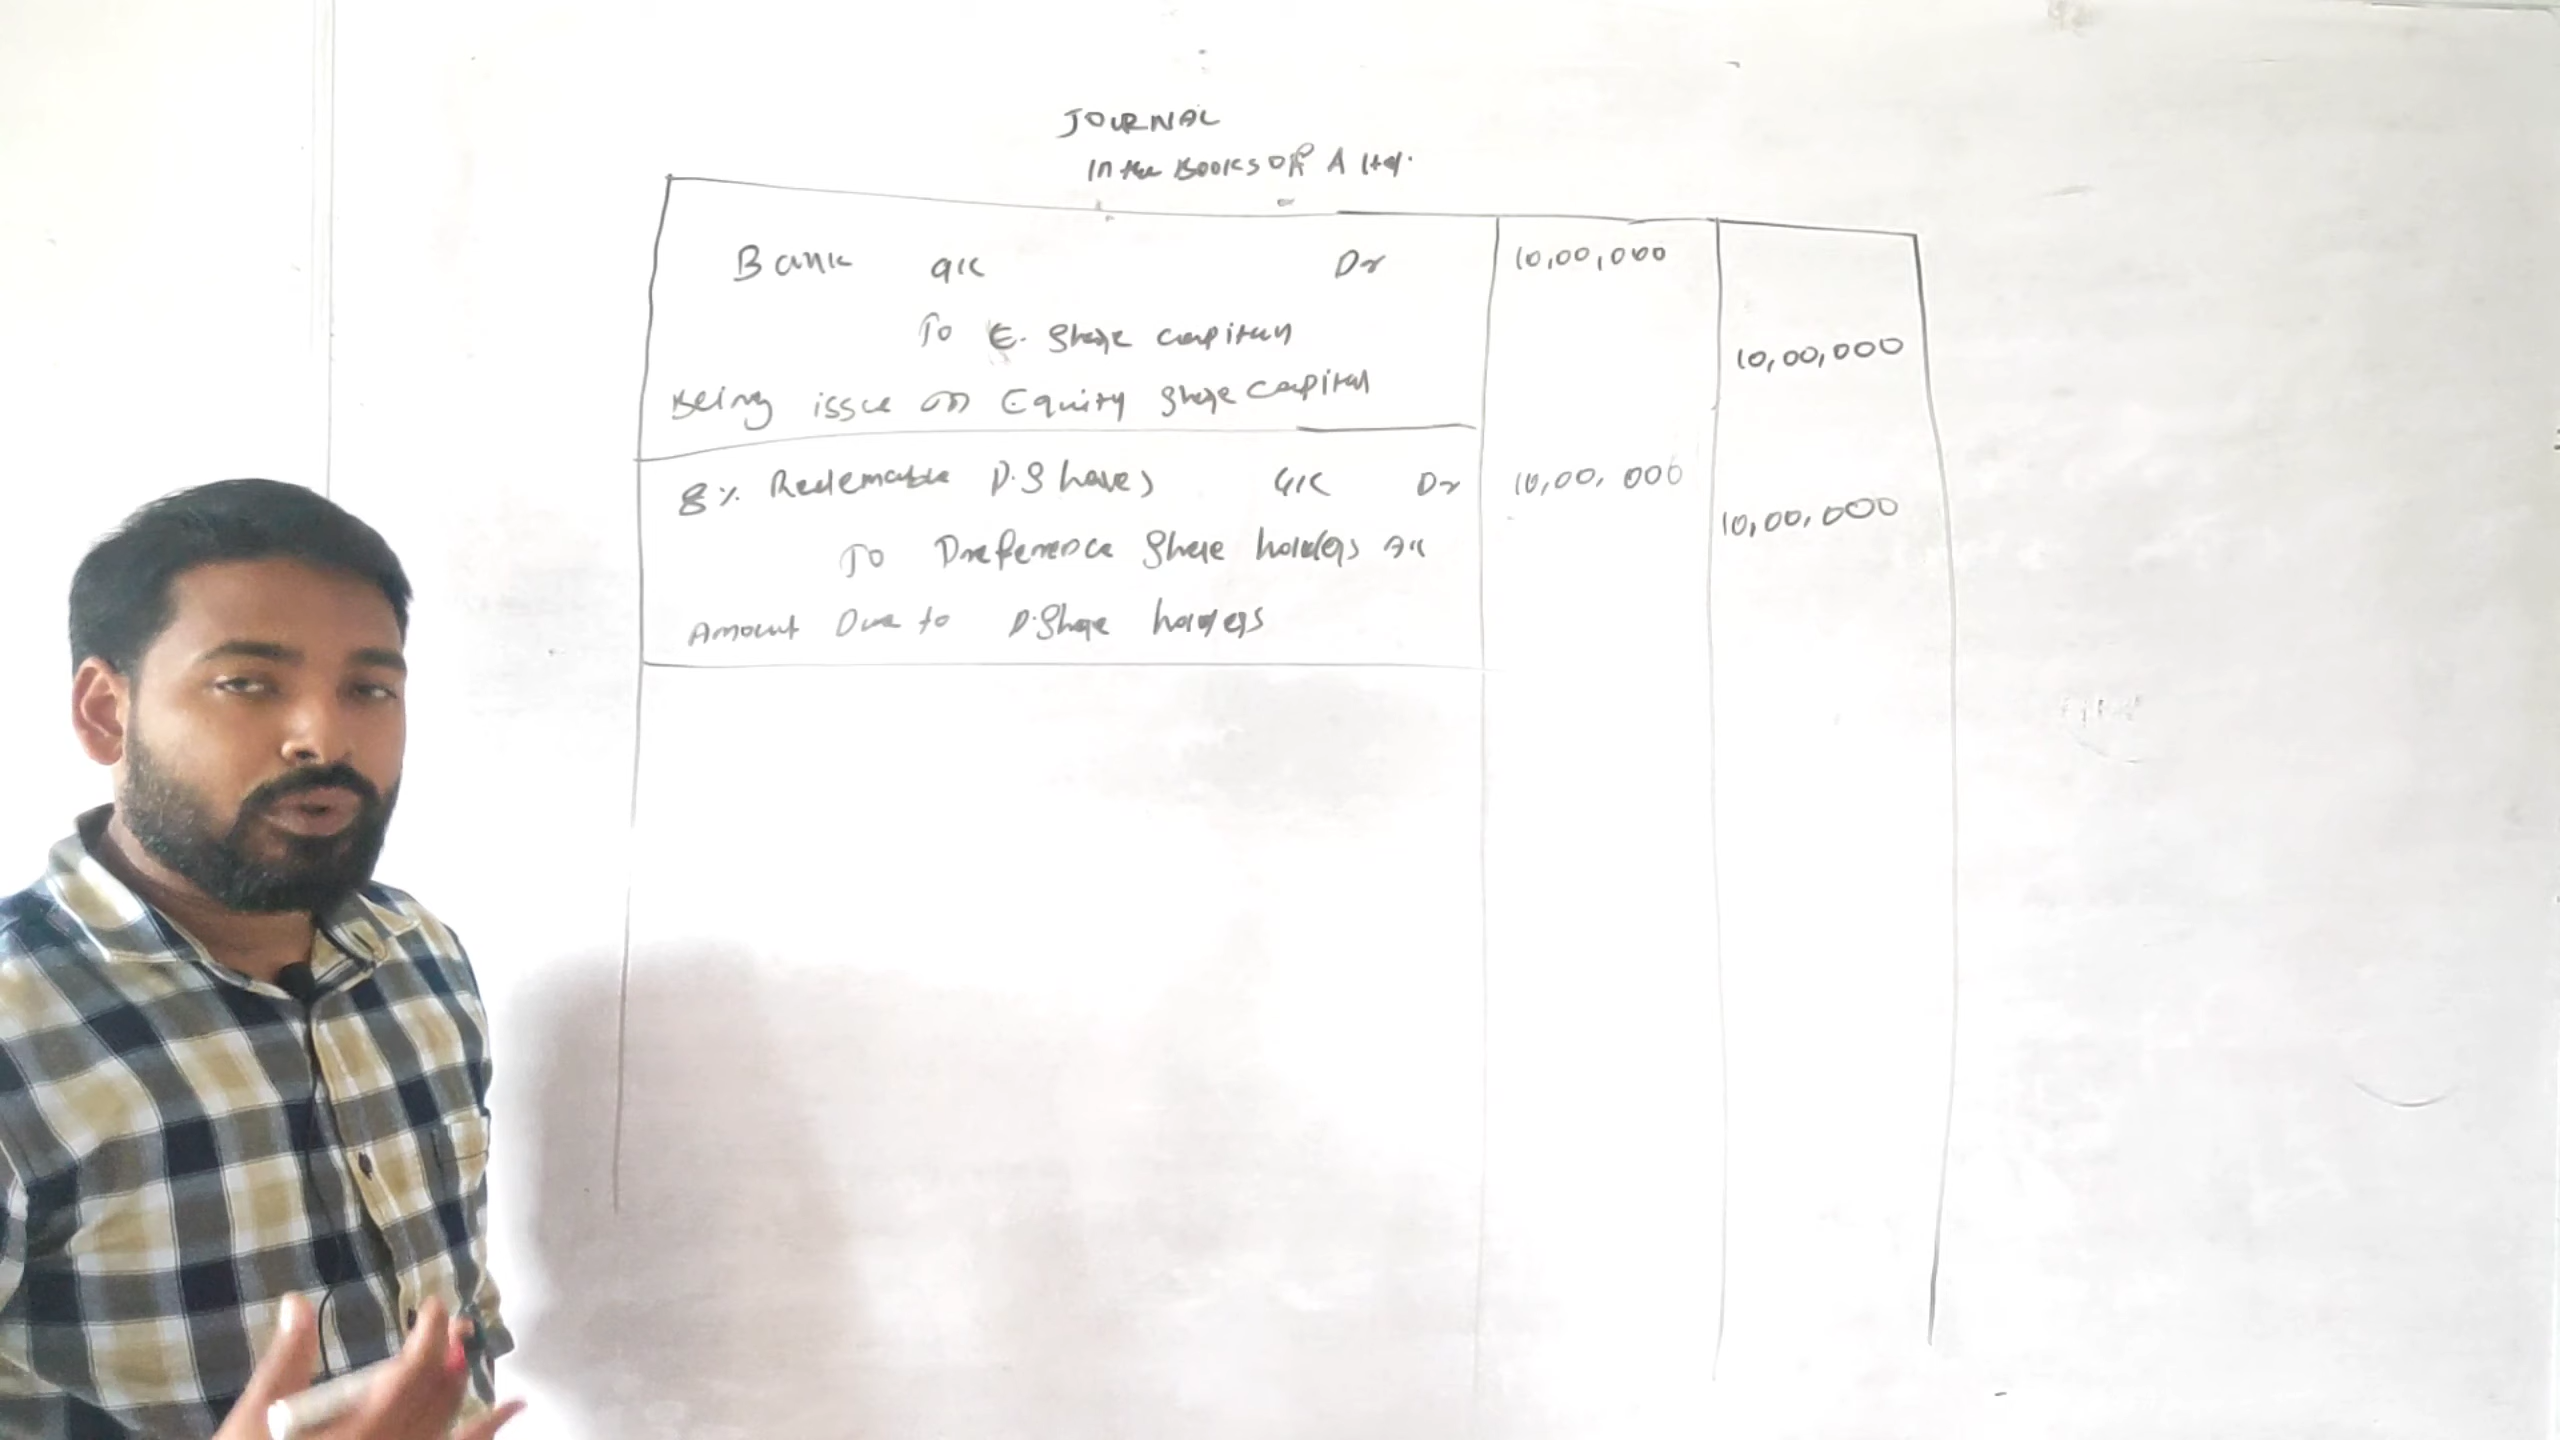 JOURNAL
In the Books Of A ltd.
Bank a/c Dr 10,00,000
To E. Share capital 10,00,000
Being issue of Equity share capital
8% Redemable P. Shares a/c Dr 10,00,000
To Preference Share holders A/c 10,00,000
Amount Due to P. Share holders